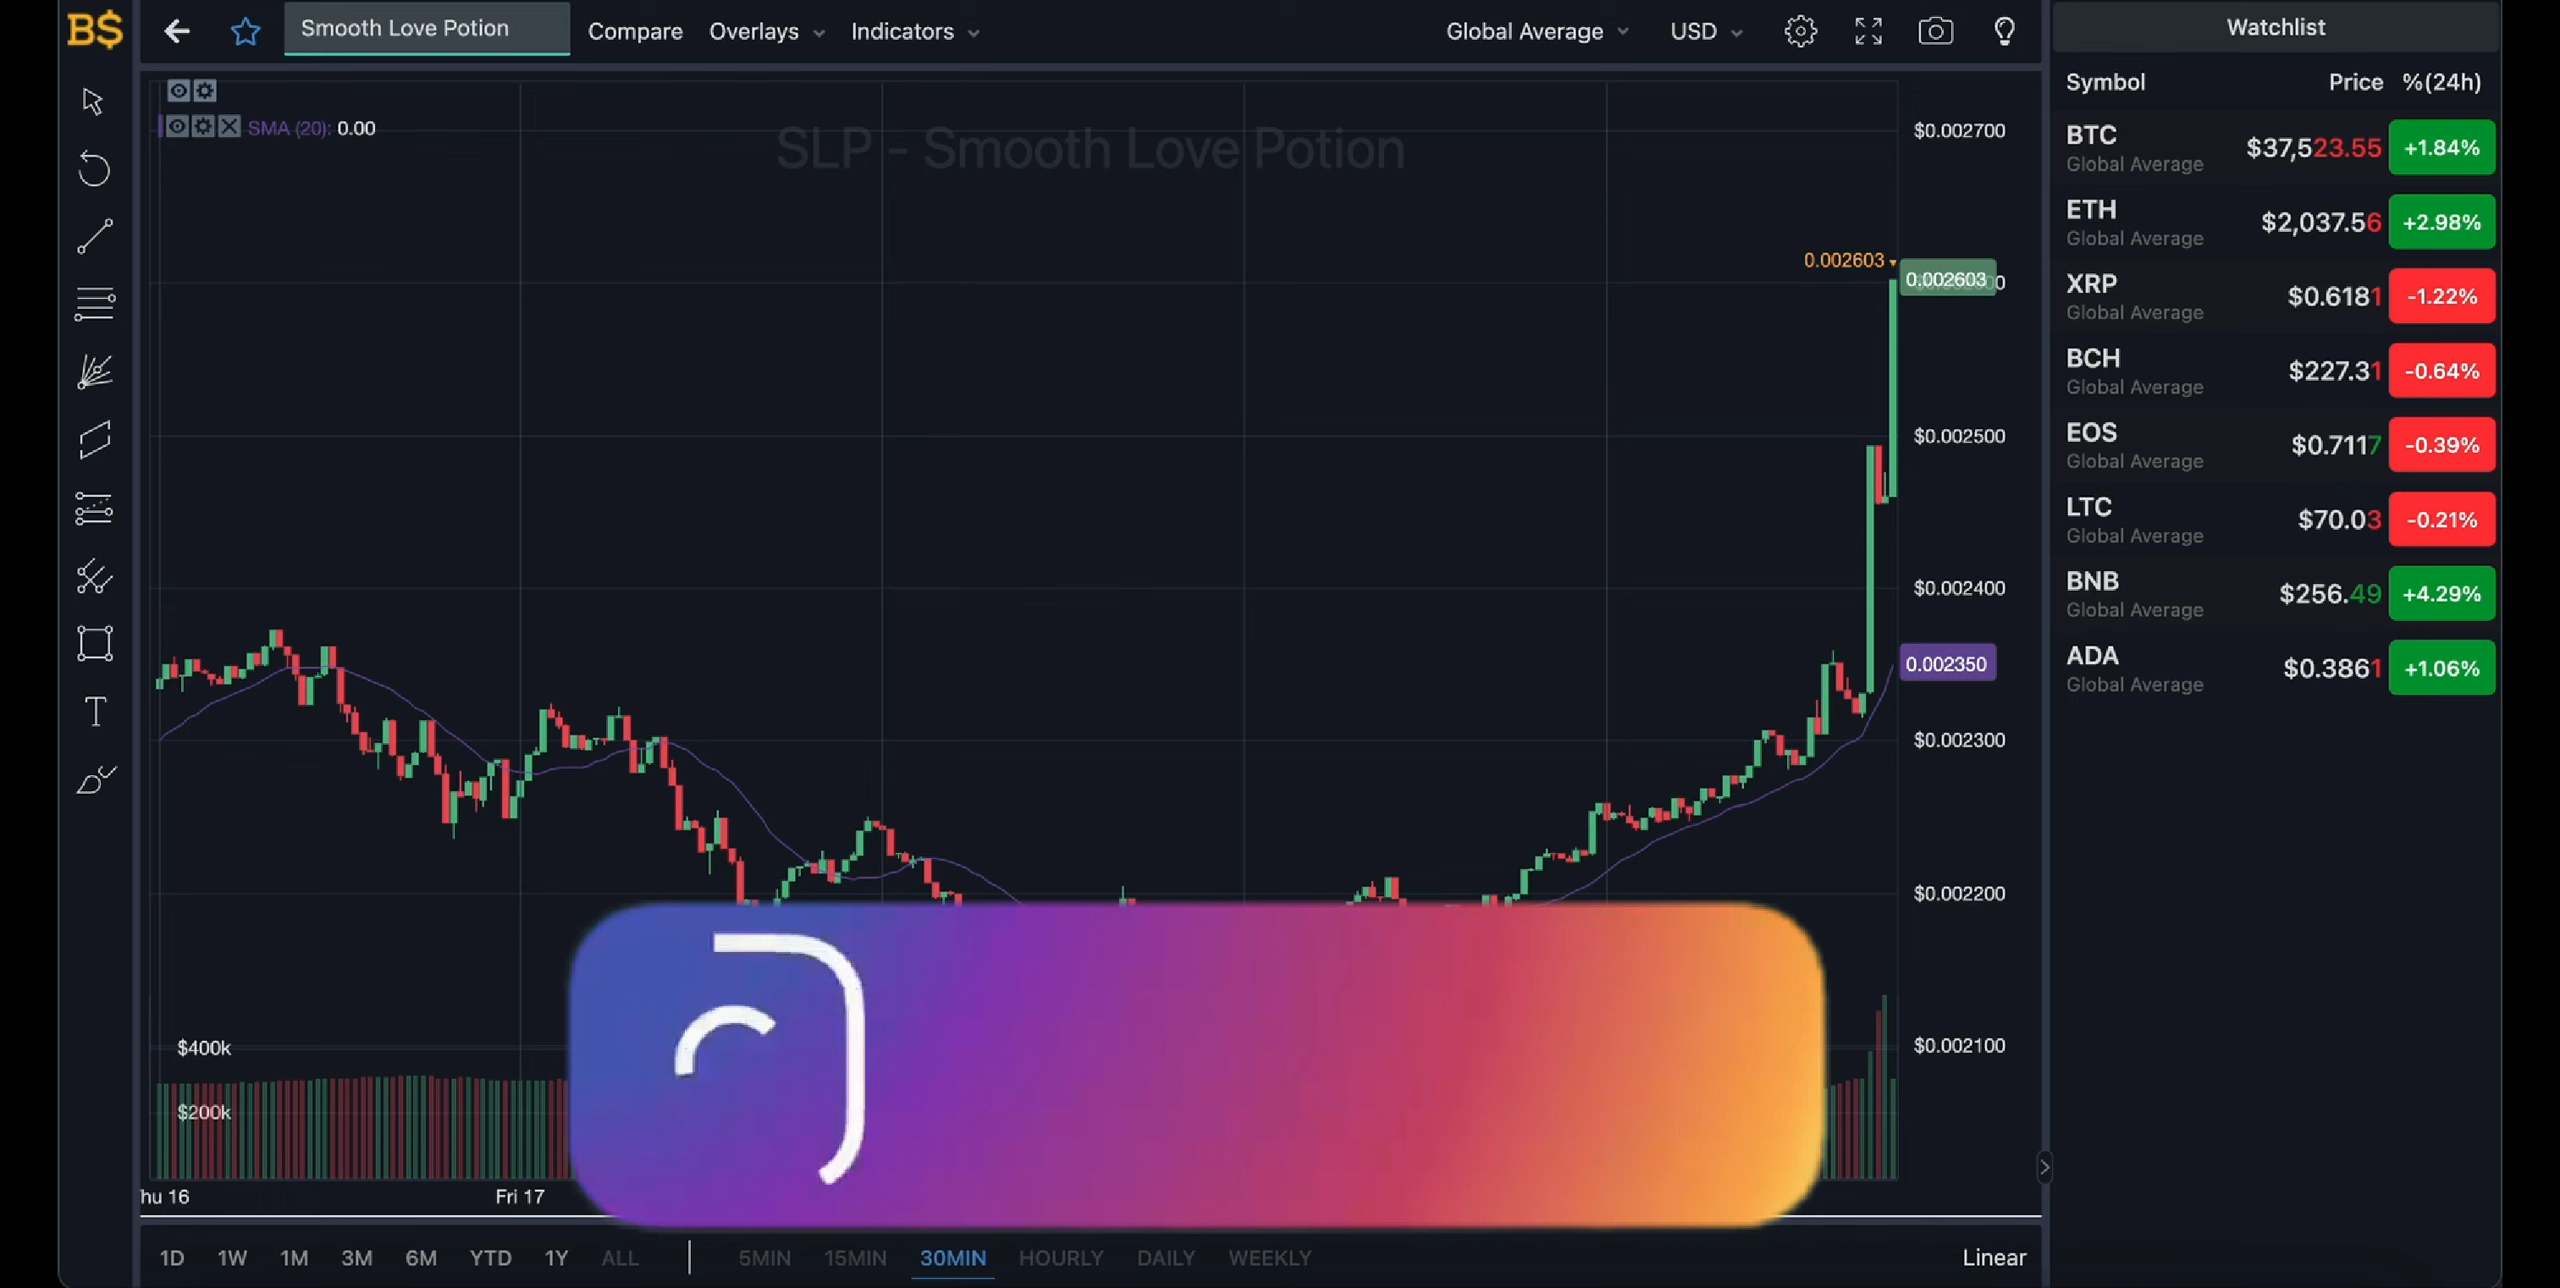 B$
Smooth Love Potion
Compare
Overlays
Indicators
Global Average
USD
SMA (20): 0.00
SLP - Smooth Love Potion
0.002603
0.002603
$0.002700
$0.002500
$0.002400
0.002350
$0.002300
$0.002200
$0.002100
$400k
$200k
hu 16
Fri 17
1D 1W 1M 3M 6M YTD 1Y ALL
5MIN 15MIN 30MIN HOURLY DAILY WEEKLY
Linear
Watchlist
Symbol Price %(24h)
BTC $37,523.55 +1.84%
Global Average
ETH $2,037.56 +2.98%
Global Average
XRP $0.6181 -1.22%
Global Average
BCH $227.31 -0.64%
Global Average
EOS $0.7117 -0.39%
Global Average
LTC $70.03 -0.21%
Global Average
BNB $256.49 +4.29%
Global Average
ADA $0.3861 +1.06%
Global Average